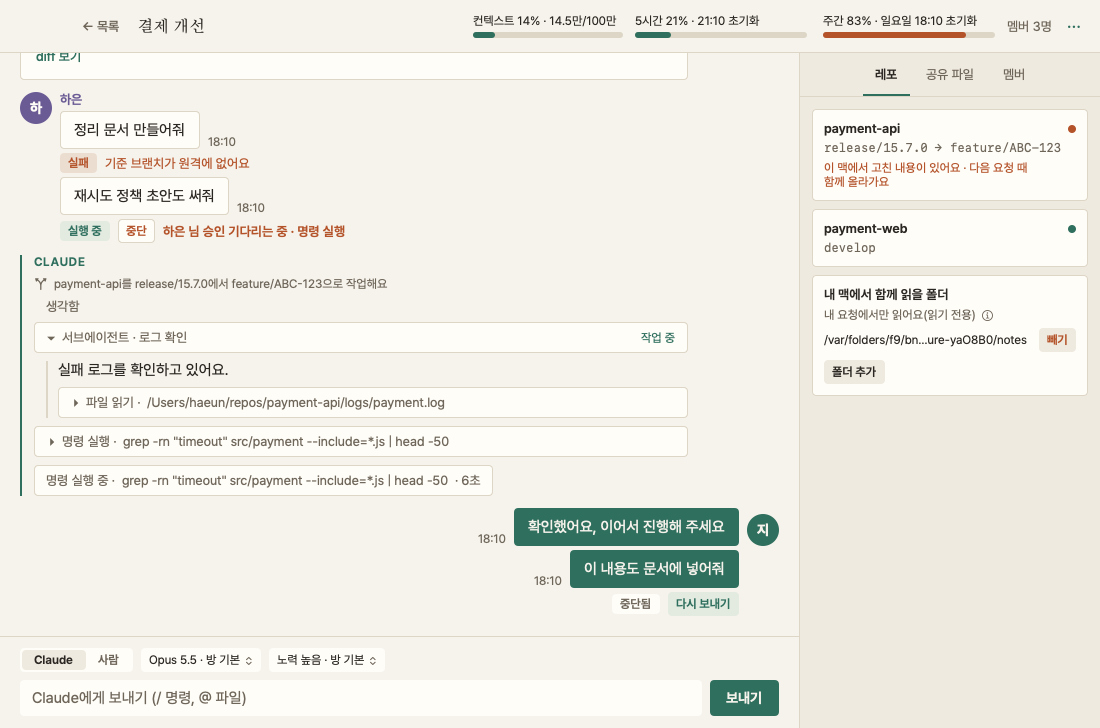 ← 목록 결제 개선 컨텍스트 14% · 14.5만/100만 5시간 21% · 21:10 초기화 주간 83% · 일요일 18:10 초기화 멤버 3명 ···
diff 보기
하 하은
정리 문서 만들어줘 18:10
실패 기준 브랜치가 원격에 없어요
재시도 정책 초안도 써줘 18:10
실행 중 중단 하은 님 승인 기다리는 중 · 명령 실행
CLAUDE
payment-api를 release/15.7.0에서 feature/ABC-123으로 작업해요
생각함
서브에이전트 · 로그 확인 작업 중
실패 로그를 확인하고 있어요.
파일 읽기 · /Users/haeun/repos/payment-api/logs/payment.log
명령 실행 · grep -rn "timeout" src/payment --include=*.js | head -50
명령 실행 중 · grep -rn "timeout" src/payment --include=*.js | head -50 · 6초
18:10 확인했어요, 이어서 진행해 주세요 지
18:10 이 내용도 문서에 넣어줘
중단됨 다시 보내기
Claude 사람 Opus 5.5 · 방 기본 노력 높음 · 방 기본
Claude에게 보내기 (/ 명령, @ 파일) 보내기
레포 공유 파일 멤버
payment-api
release/15.7.0 → feature/ABC-123
이 맥에서 고친 내용이 있어요 · 다음 요청 때
함께 올라가요
payment-web
develop
내 맥에서 함께 읽을 폴더
내 요청에서만 읽어요(읽기 전용)
/var/folders/f9/bn…ure-yaO8B0/notes 빼기
폴더 추가